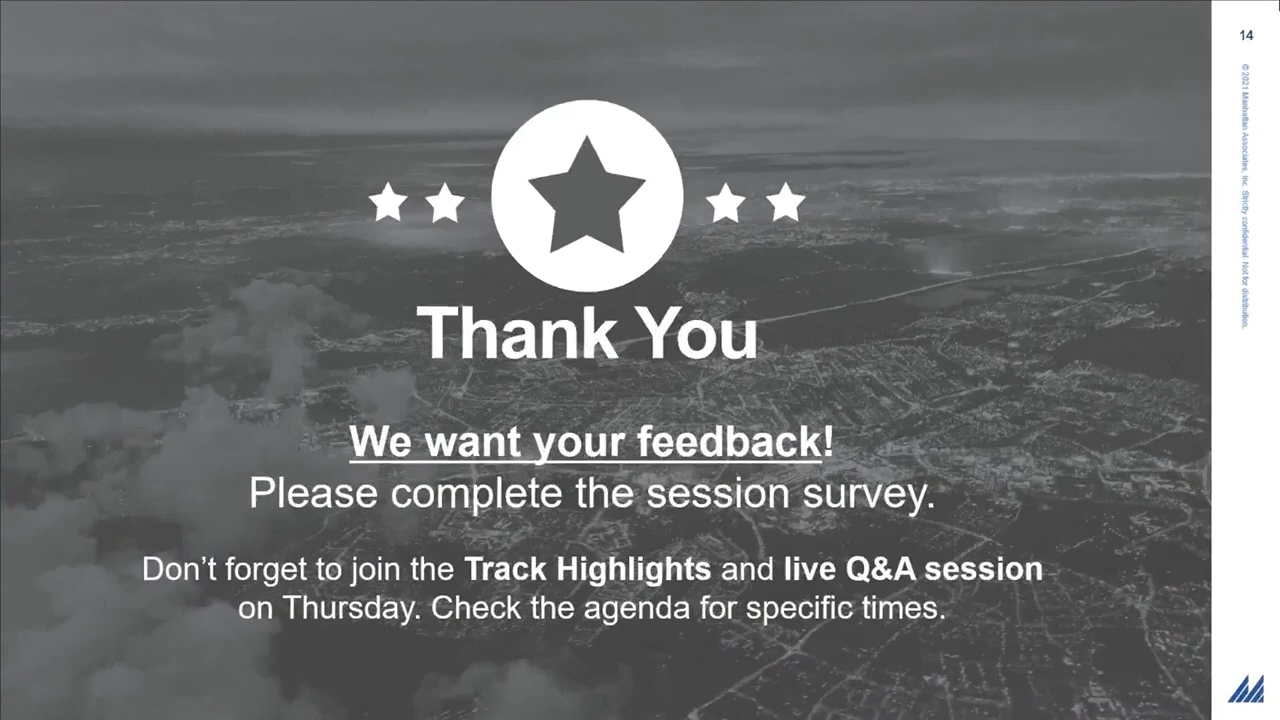 14
© 2021 Manhattan Associates, Inc. Strictly confidential. Not for distribution.
Thank You
We want your feedback!
Please complete the session survey.
Don’t forget to join the Track Highlights and live Q&A session
on Thursday. Check the agenda for specific times.